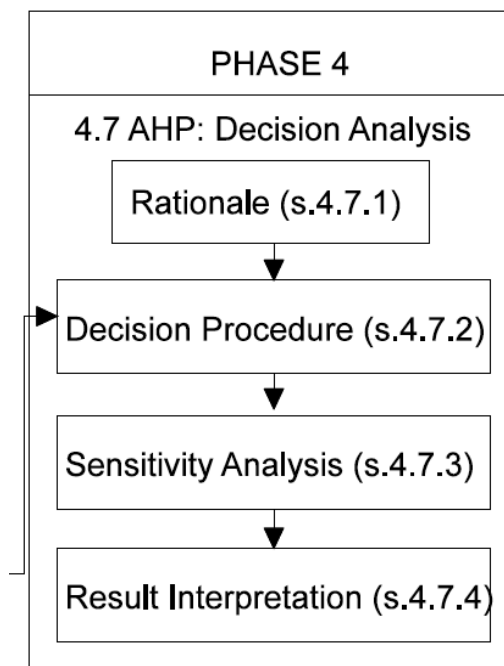 PHASE 4
4.7 AHP: Decision Analysis
Rationale (s.4.7.1)
Decision Procedure (s.4.7.2)
Sensitivity Analysis (s.4.7.3)
Result Interpretation (s.4.7.4)